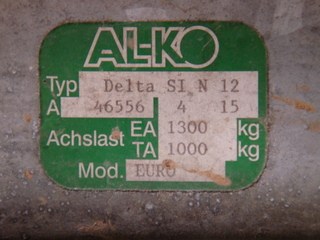 AL-KO
Typ Delta SI N 12
A 46556 4 15
Achslast EA 1300 kg
TA 1000 kg
Mod. EURO